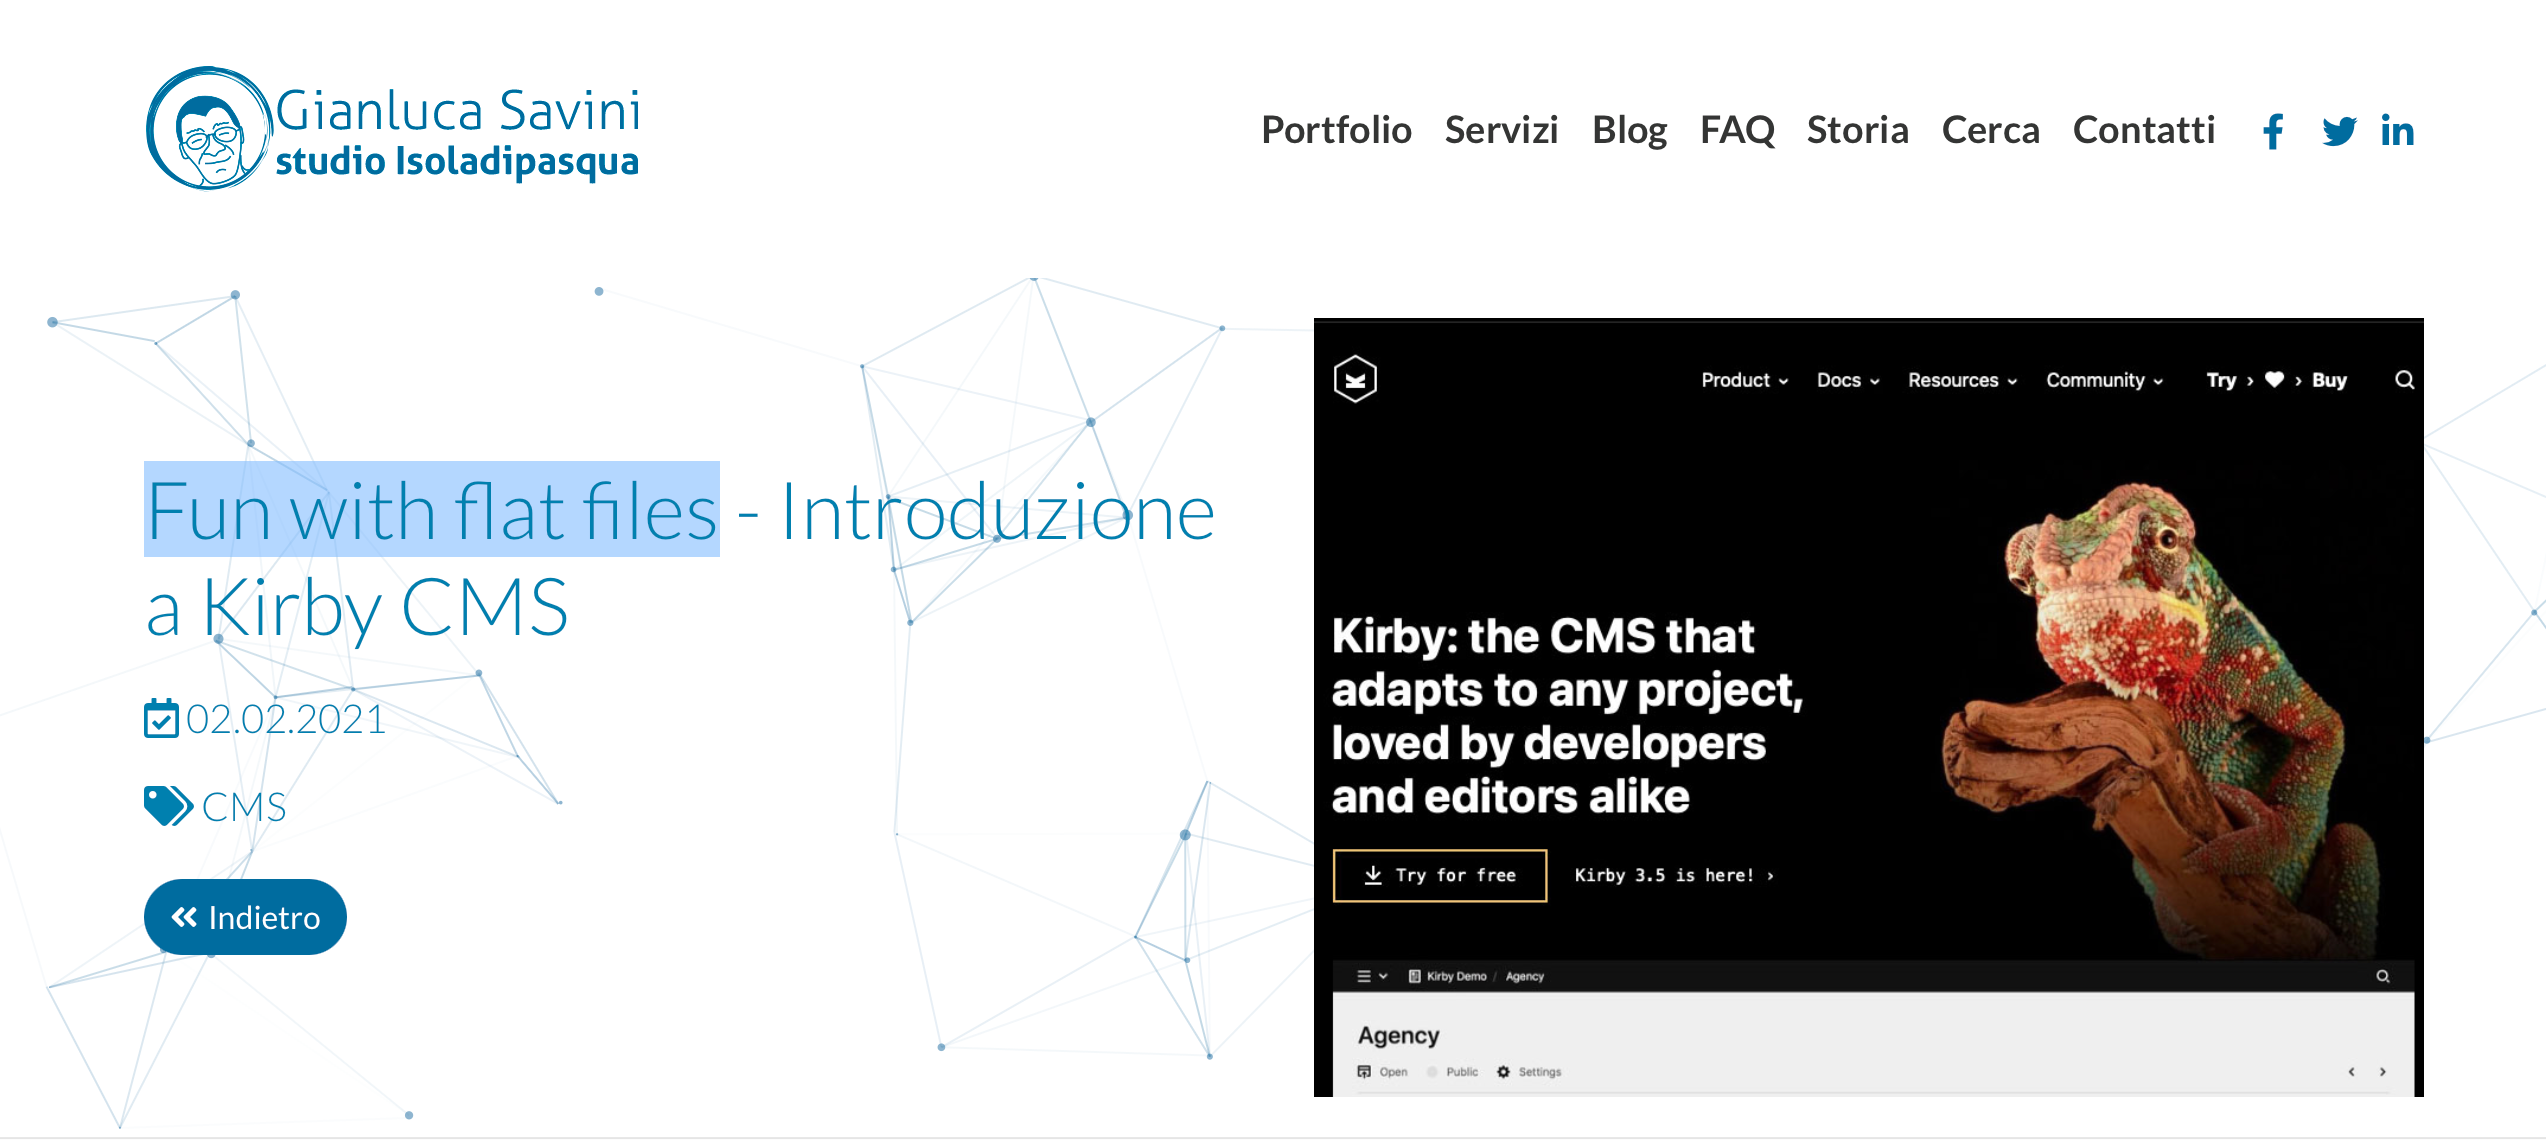 Gianluca Savini
studio Isoladipasqua
Portfolio Servizi Blog FAQ Storia Cerca Contatti
Fun with flat files - Introduzione
a Kirby CMS
02.02.2021
CMS
Indietro
Product Docs Resources Community Try › ♥ › Buy
Kirby: the CMS that
adapts to any project,
loved by developers
and editors alike
Try for free Kirby 3.5 is here! ›
Kirby Demo / Agency
Agency
Open Public Settings